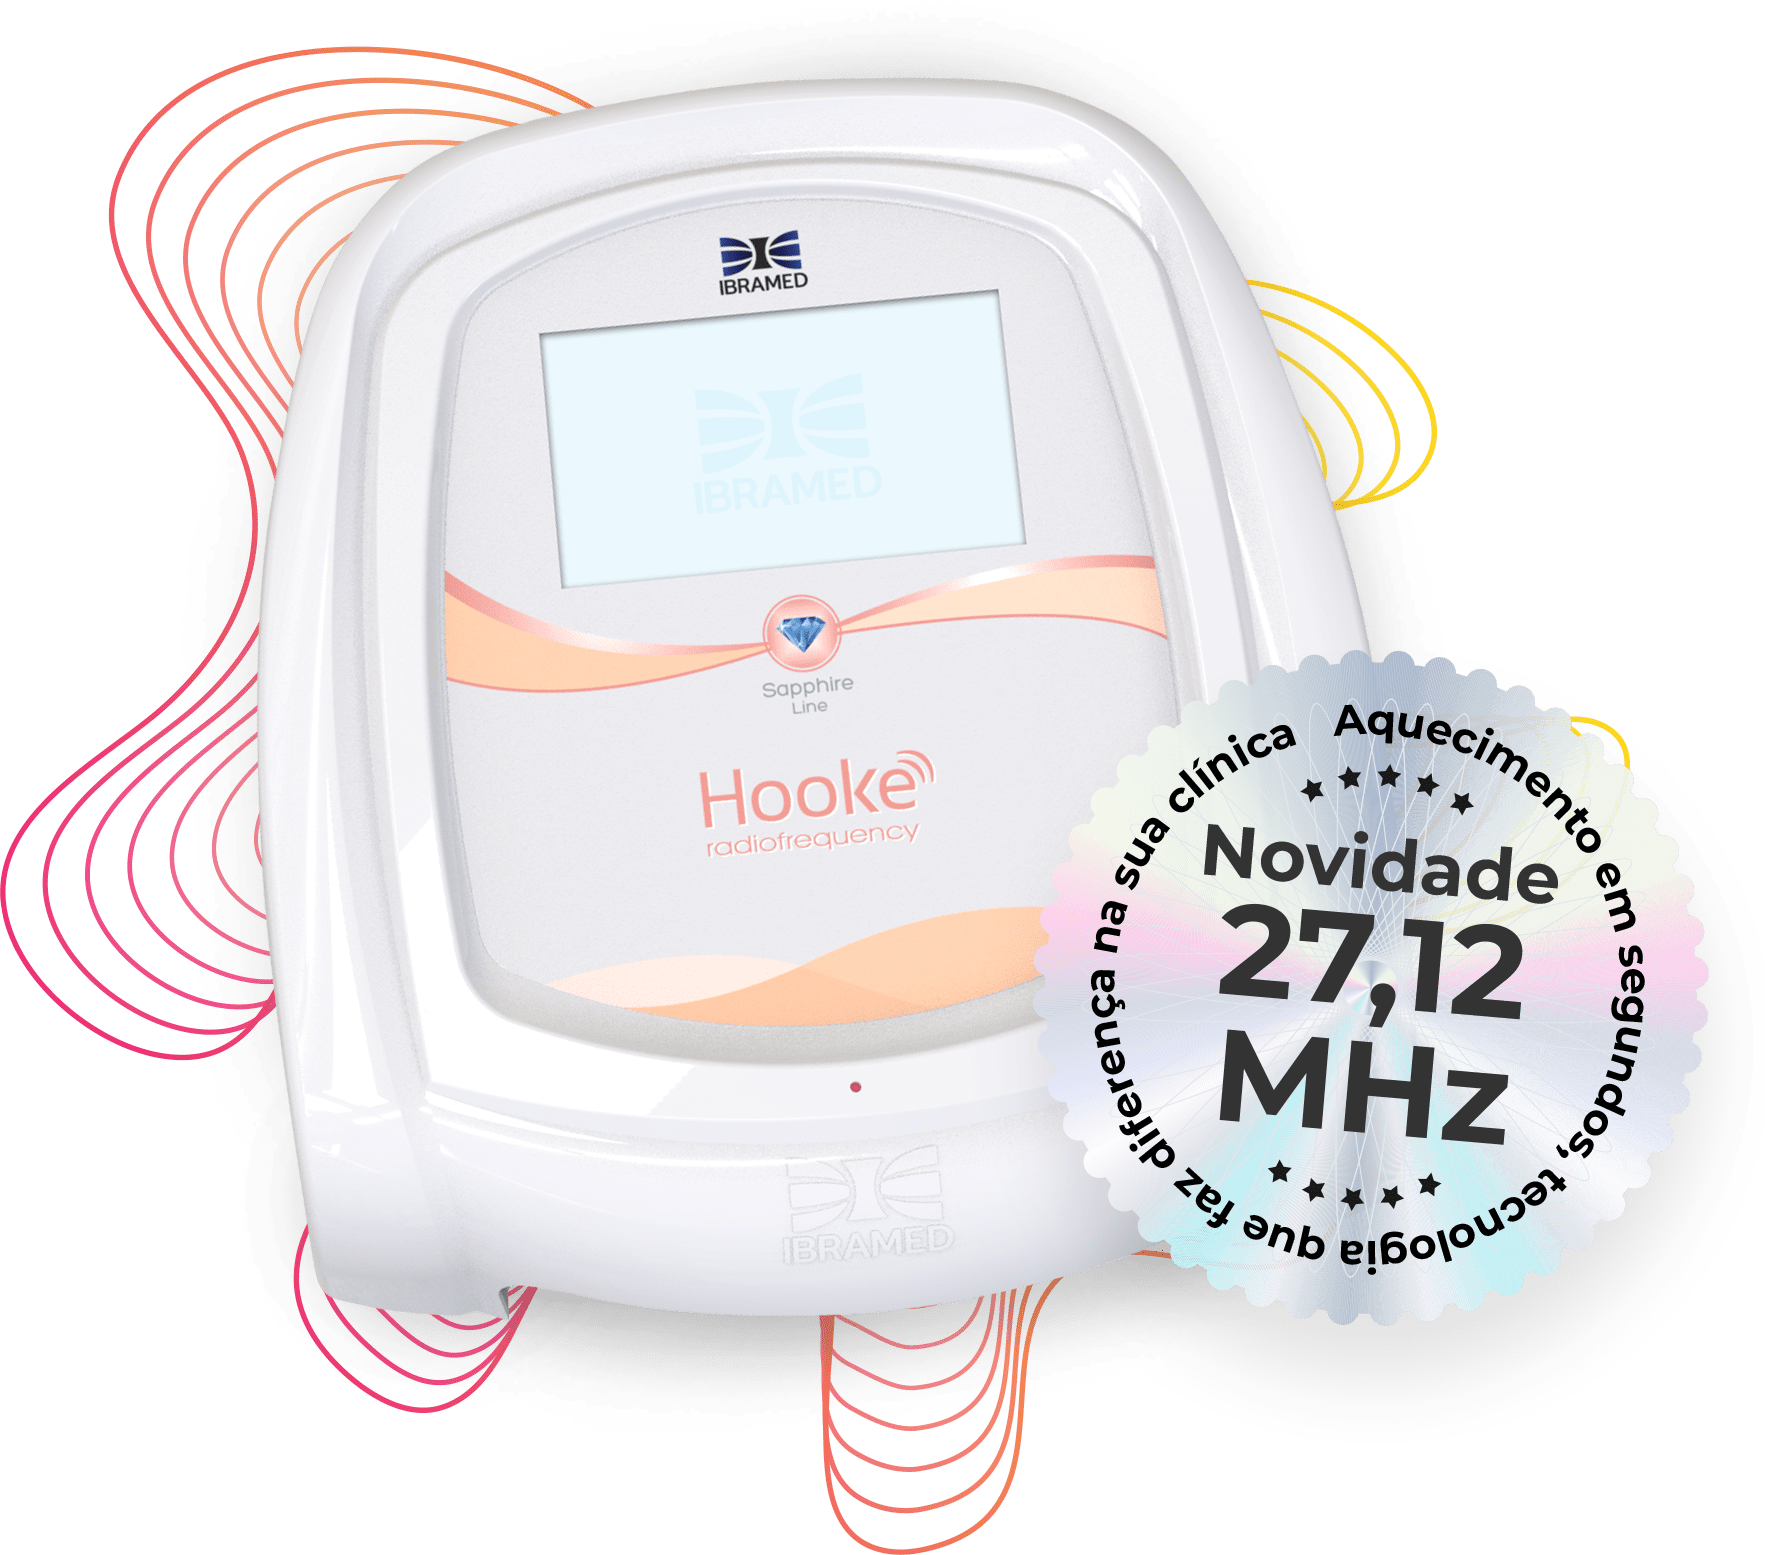 IBRAMED
IBRAMED
Sapphire
Line
Hooke
radiofrequency
IBRAMED
Aquecimento em segundos, tecnologia que faz diferença na sua clínica
Novidade
27,12
MHz